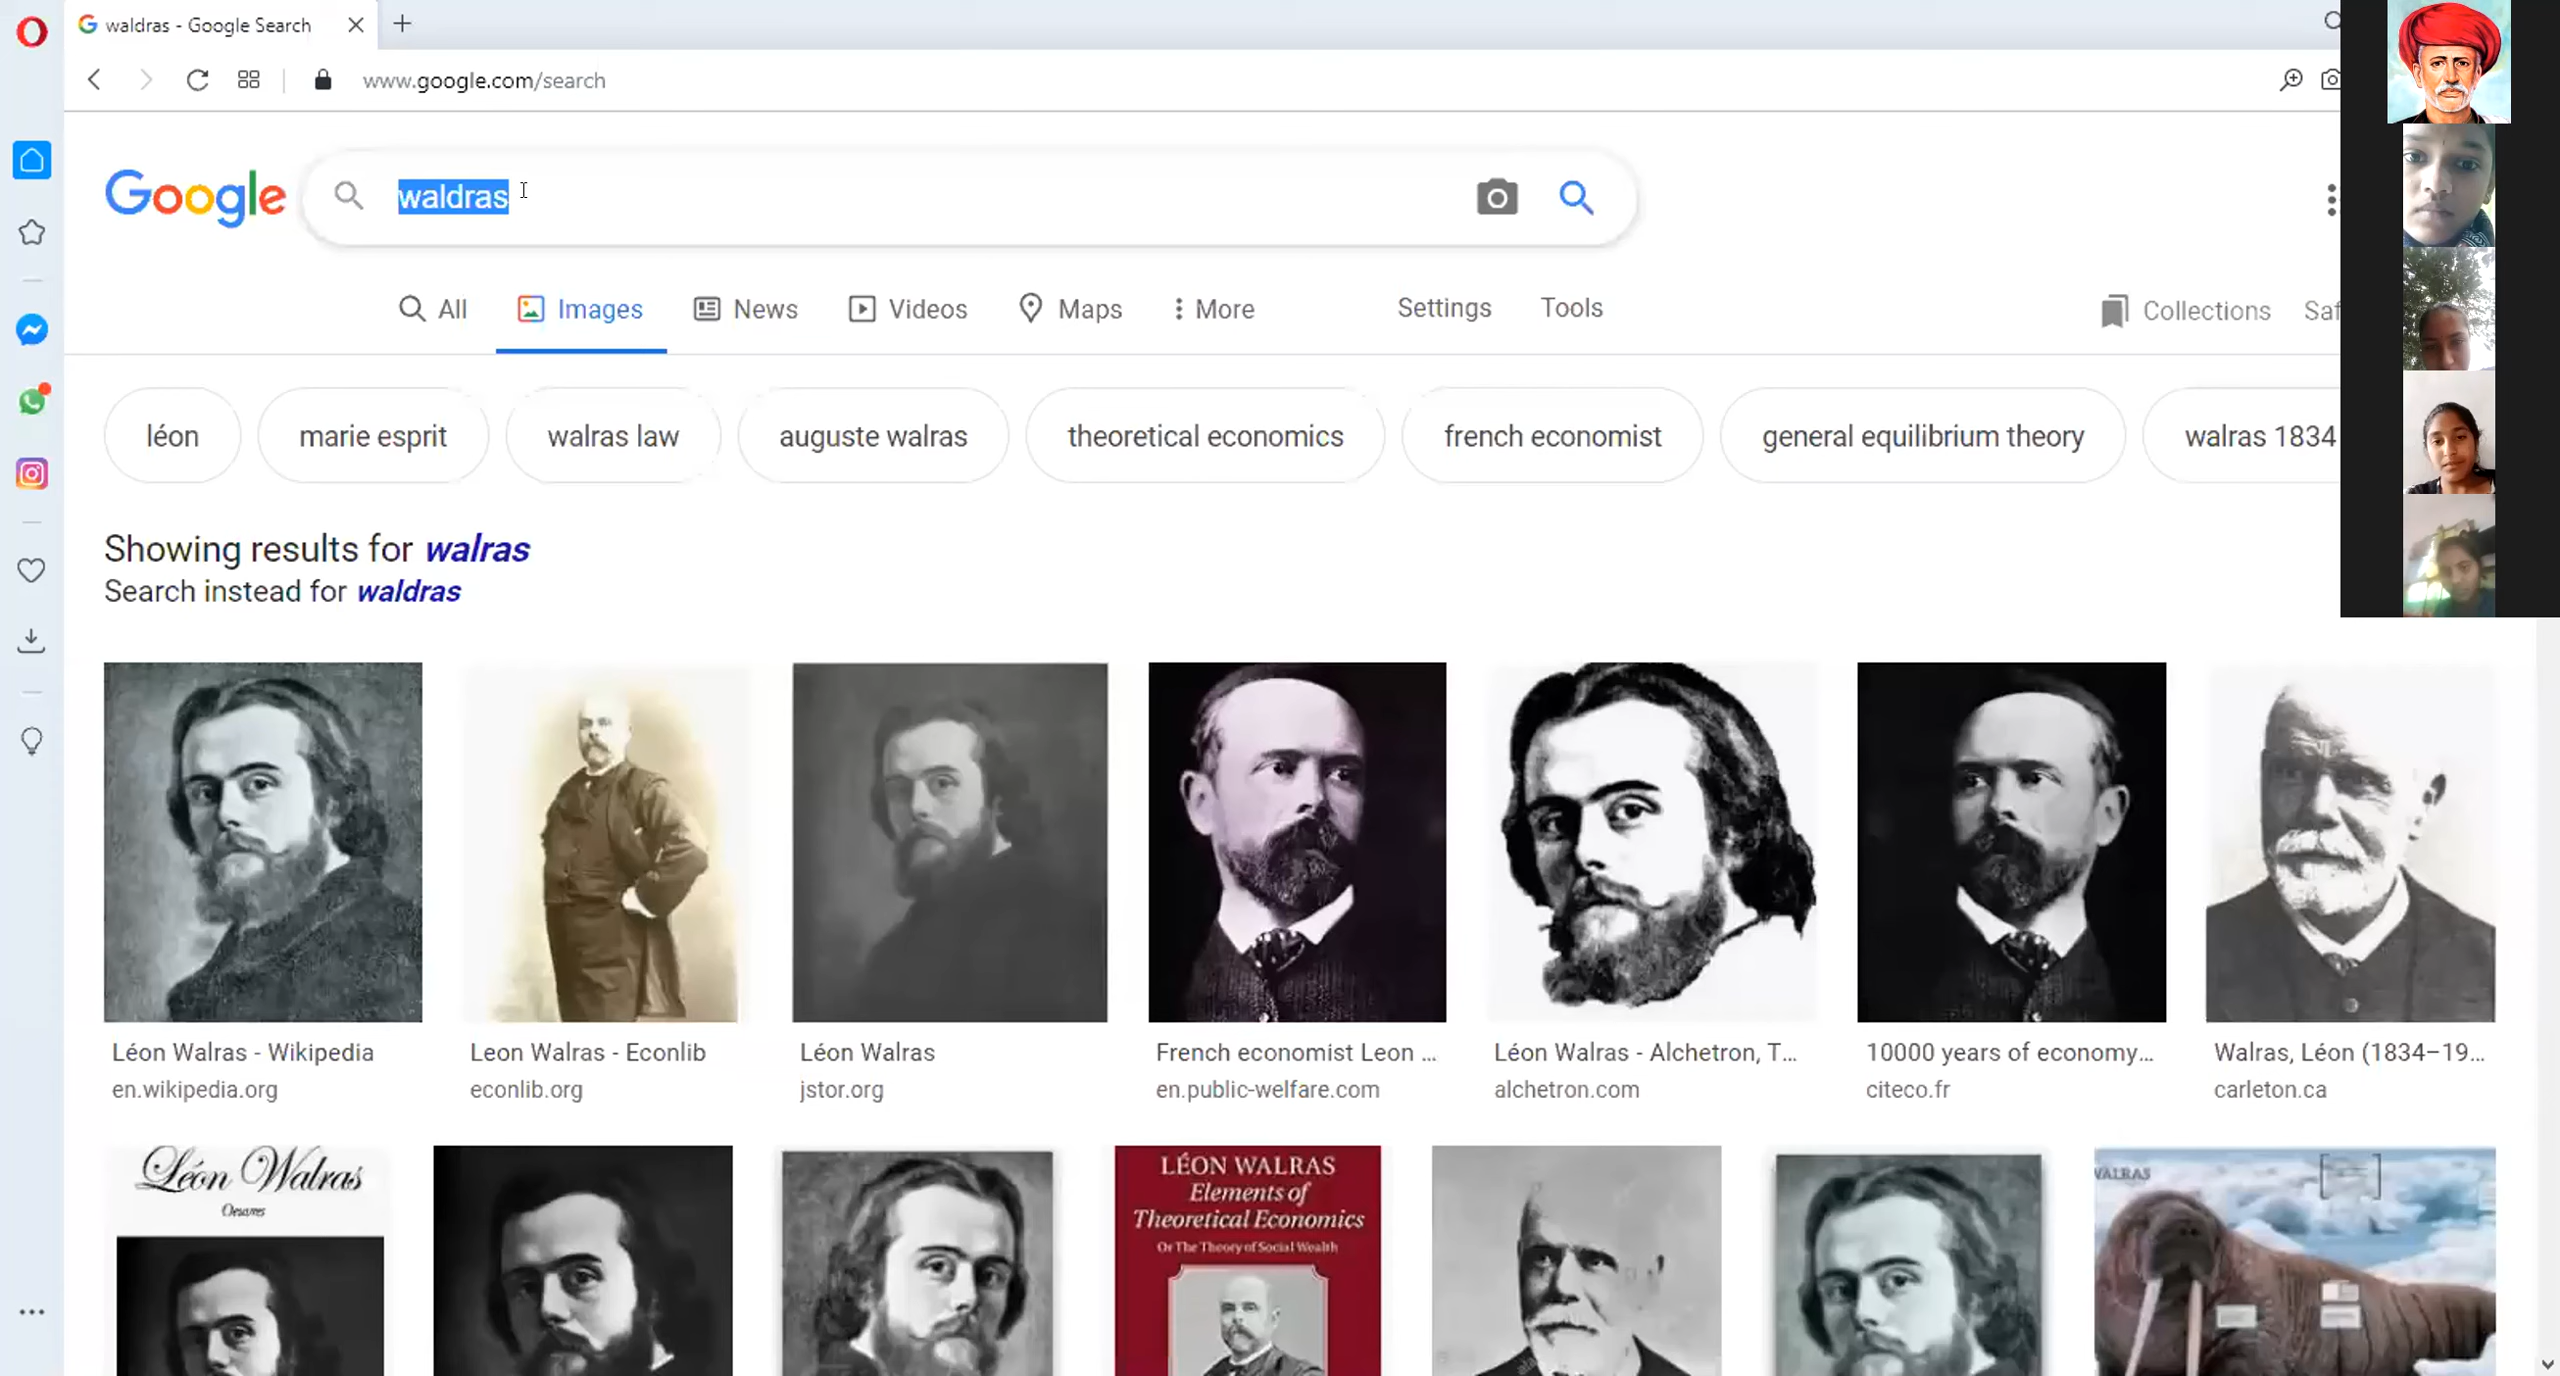 waldras - Google Search
www.google.com/search
Google
waldras
All
Images
News
Videos
Maps
More
Settings
Tools
Collections
Saf
léon
marie esprit
walras law
auguste walras
theoretical economics
french economist
general equilibrium theory
walras 1834
Showing results for walras
Search instead for waldras
Léon Walras - Wikipedia
en.wikipedia.org
Leon Walras - Econlib
econlib.org
Léon Walras
jstor.org
French economist Leon ...
en.public-welfare.com
Léon Walras - Alchetron, T...
alchetron.com
10000 years of economy...
citeco.fr
Walras, Léon (1834–19...
carleton.ca
Léon Walras
Oeuvres
LÉON WALRAS
Elements of
Theoretical Economics
Or The Theory of Social Wealth
WALRAS